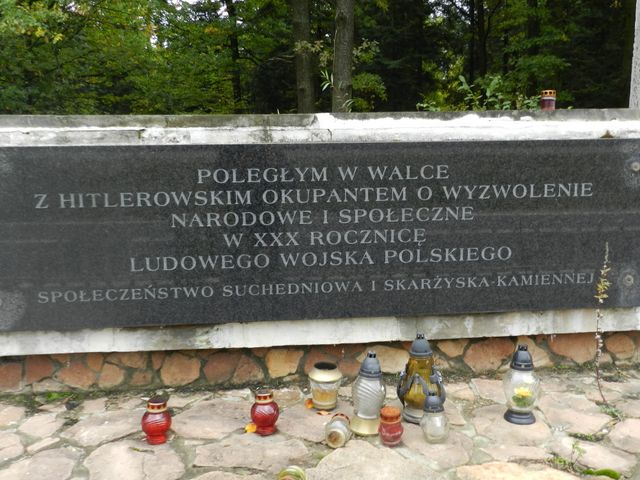 POLEGŁYM W WALCE
Z HITLEROWSKIM OKUPANTEM O WYZWOLENIE
NARODOWE I SPOŁECZNE
W XXX ROCZNICĘ
LUDOWEGO WOJSKA POLSKIEGO
SPOŁECZEŃSTWO SUCHEDNIOWA I SKARŻYSKA-KAMIENNEJ